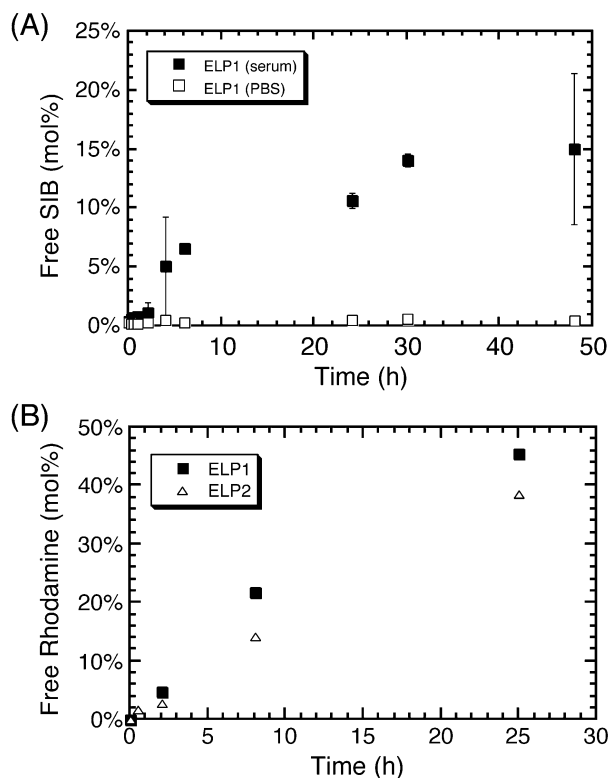 (A)
25%
20%
15%
10%
5%
0%
Free SIB (mol%)
ELP1 (serum)
ELP1 (PBS)
0 10 20 30 40 50
Time (h)
(B)
50%
40%
30%
20%
10%
0%
Free Rhodamine (mol%)
ELP1
ELP2
0 5 10 15 20 25 30
Time (h)